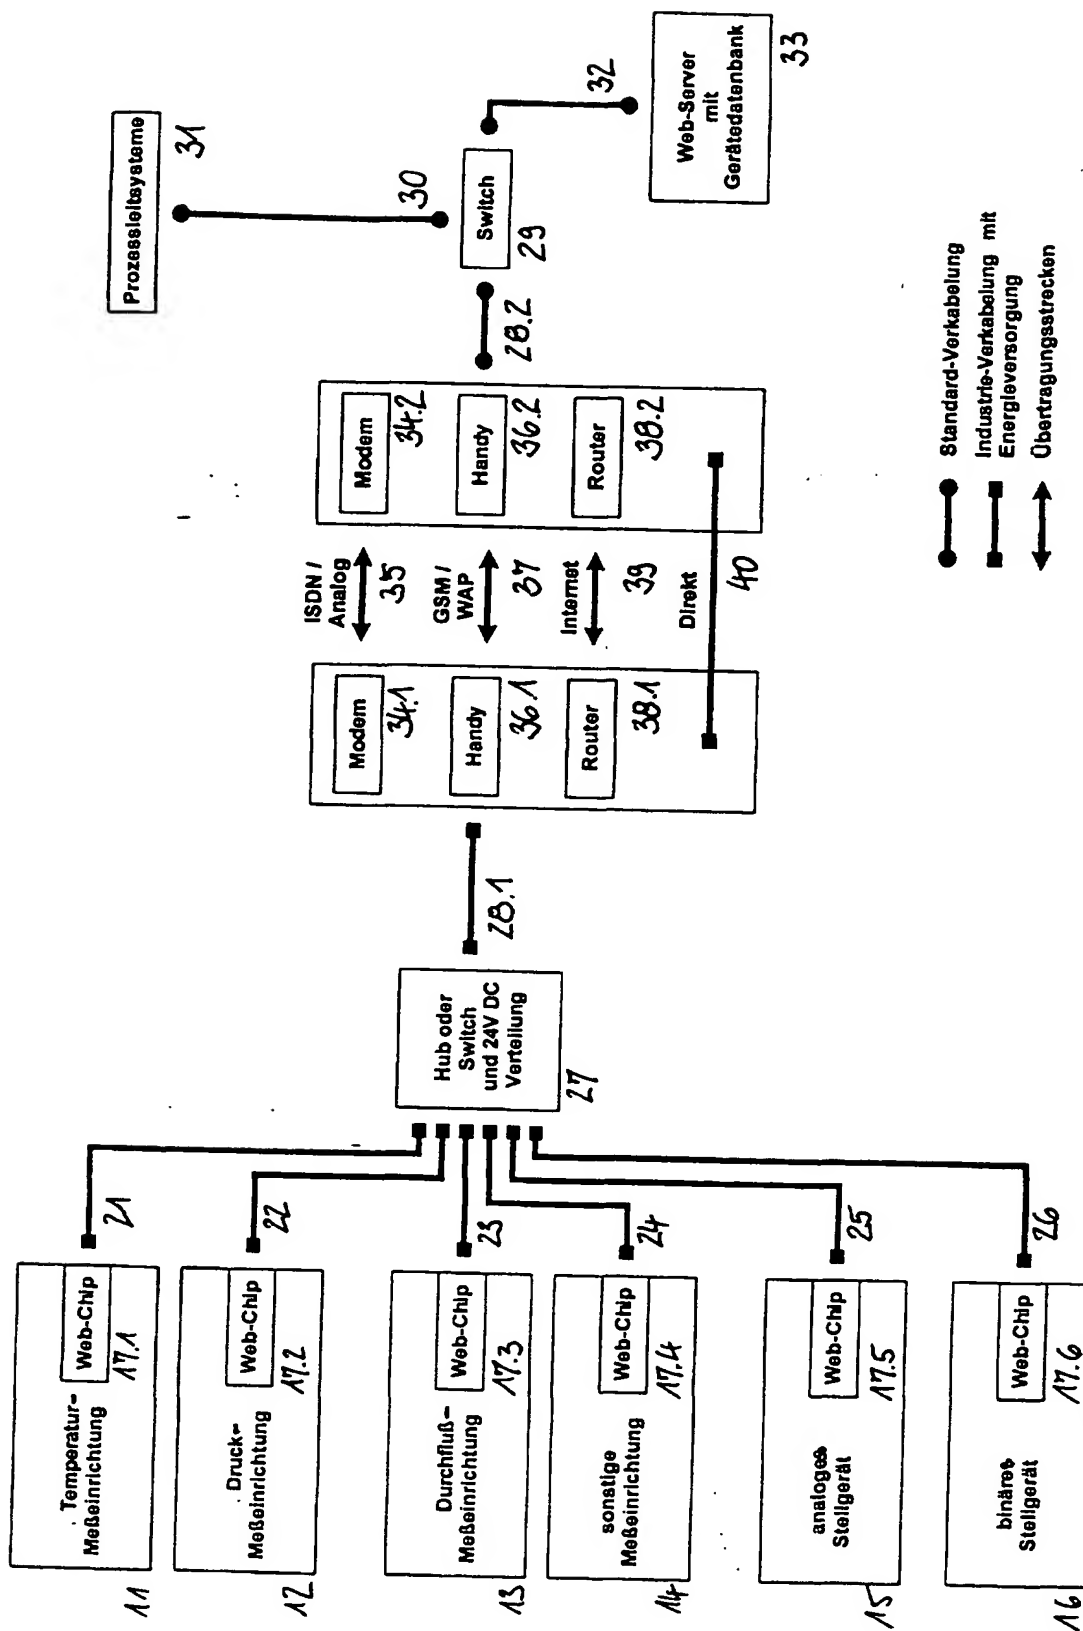 Temperatur-
Meßeinrichtung
Web-Chip
17.1
11
21
Druck-
Meßeinrichtung
Web-Chip
17.2
12
22
Durchfluß-
Meßeinrichtung
Web-Chip
17.3
13
23
sonstige
Meßeinrichtung
Web-Chip
17.4
14
24
analoges
Stellgerät
Web-Chip
17.5
15
25
binäres
Stellgerät
Web-Chip
17.6
16
26
Hub oder
Switch
und 24V DC
Verteilung
27
28.1
Modem
34.1
Handy
36.1
Router
38.1
ISDN /
Analog
35
GSM /
WAP
37
Internet
39
Direkt
40
Modem
34.2
Handy
36.2
Router
38.2
28.2
Switch
29
30
Prozessleitsysteme
31
32
Web-Server
mit
Gerätedatenbank
33
Standard-Verkabelung
Industrie-Verkabelung mit
Energieversorgung
Übertragungsstrecken